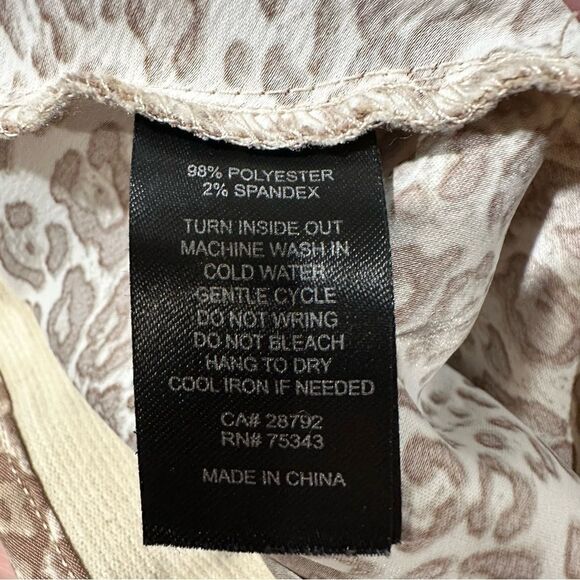 98% POLYESTER
2% SPANDEX
TURN INSIDE OUT
MACHINE WASH IN
COLD WATER
GENTLE CYCLE
DO NOT WRING
DO NOT BLEACH
HANG TO DRY
COOL IRON IF NEEDED
CA# 28792
RN# 75343
MADE IN CHINA